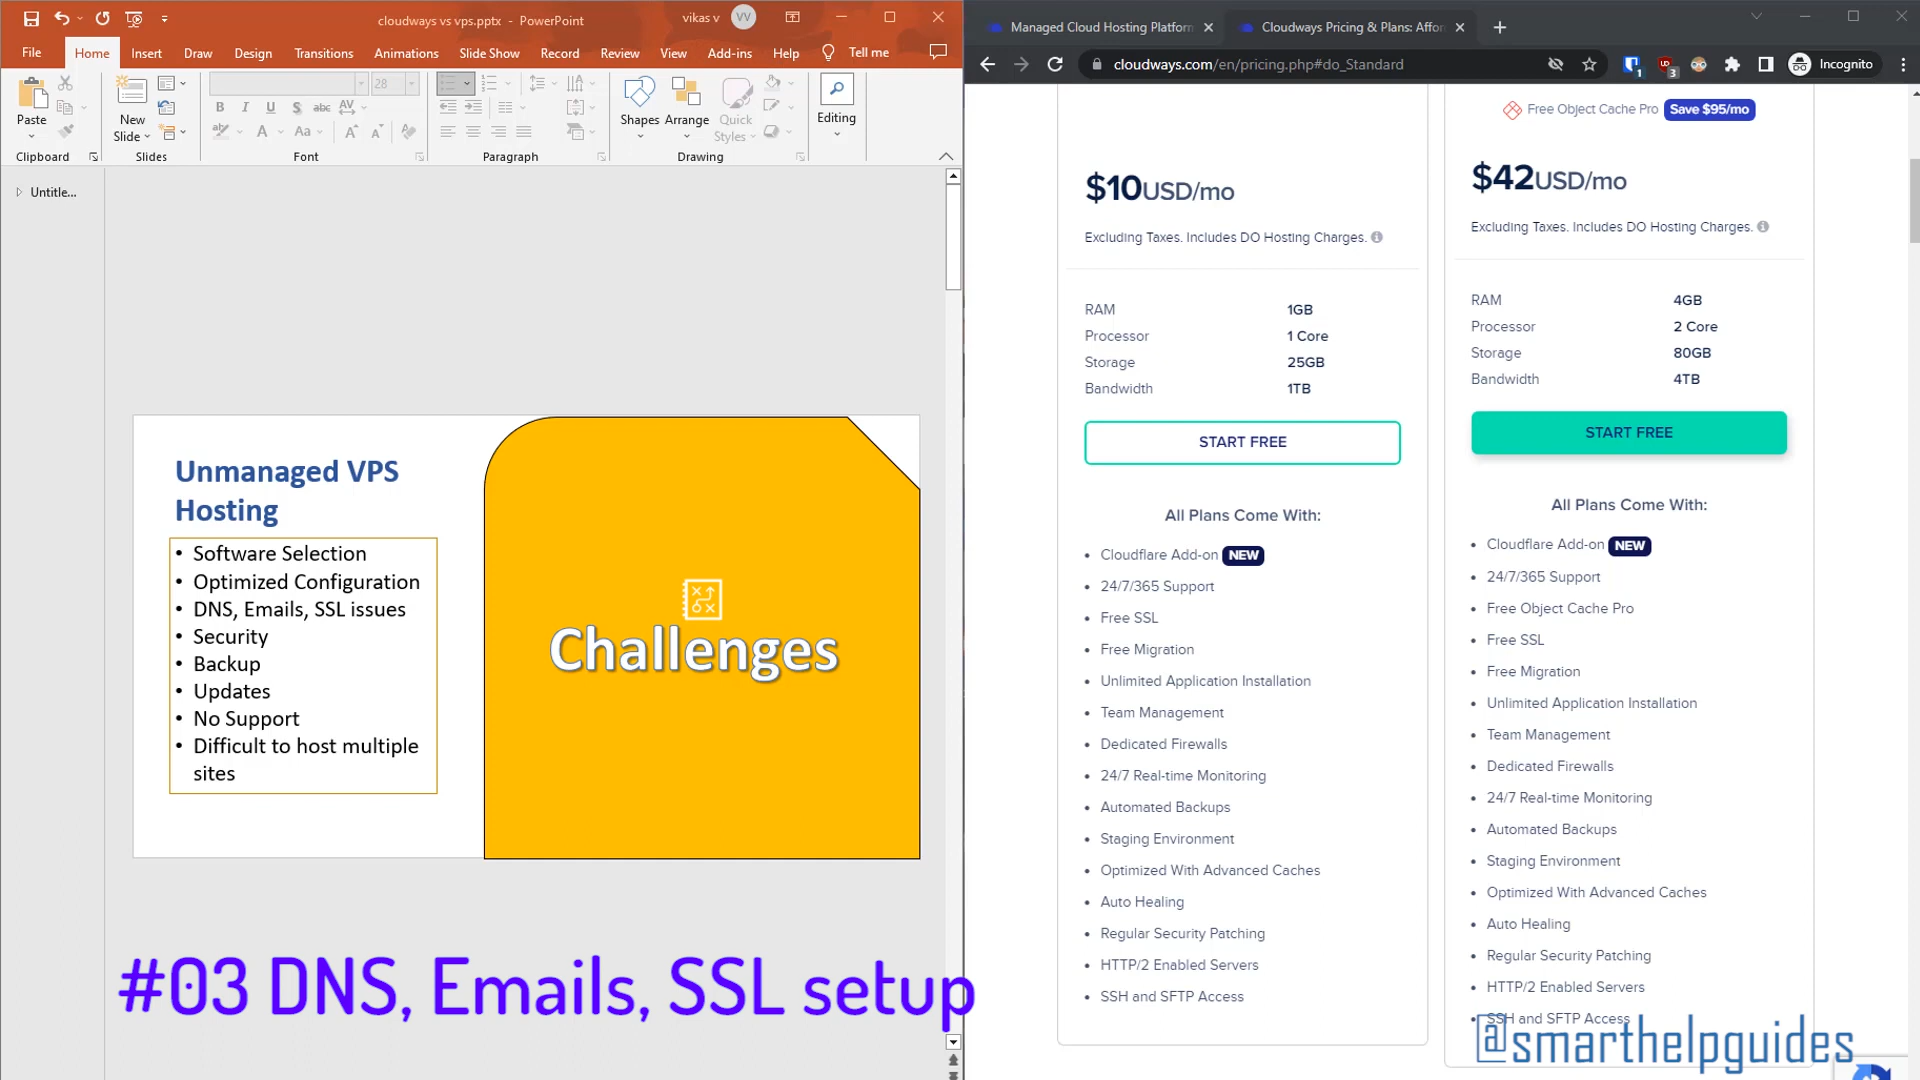 cloudways vs vps.pptx - PowerPoint
vikas v
VV
File
Home
Insert
Draw
Design
Transitions
Animations
Slide Show
Record
Review
View
Add-ins
Help
Tell me
Paste
New
Slide
28
B I U S abc AV
A Aa A A
Shapes
Arrange
Quick
Styles
Editing
Clipboard
Slides
Font
Paragraph
Drawing
Untitle...
Unmanaged VPS
Hosting
• Software Selection
• Optimized Configuration
• DNS, Emails, SSL issues
• Security
• Backup
• Updates
• No Support
• Difficult to host multiple
sites
Challenges
#03 DNS, Emails, SSL setup
Managed Cloud Hosting Platform
Cloudways Pricing & Plans: Affor
cloudways.com/en/pricing.php#do_Standard
1
3
Incognito
$10USD/mo
Excluding Taxes. Includes DO Hosting Charges.
RAM 1GB
Processor 1 Core
Storage 25GB
Bandwidth 1TB
START FREE
All Plans Come With:
• Cloudflare Add-on NEW
• 24/7/365 Support
• Free SSL
• Free Migration
• Unlimited Application Installation
• Team Management
• Dedicated Firewalls
• 24/7 Real-time Monitoring
• Automated Backups
• Staging Environment
• Optimized With Advanced Caches
• Auto Healing
• Regular Security Patching
• HTTP/2 Enabled Servers
• SSH and SFTP Access
Free Object Cache Pro Save $95/mo
$42USD/mo
Excluding Taxes. Includes DO Hosting Charges.
RAM 4GB
Processor 2 Core
Storage 80GB
Bandwidth 4TB
START FREE
All Plans Come With:
• Cloudflare Add-on NEW
• 24/7/365 Support
• Free Object Cache Pro
• Free SSL
• Free Migration
• Unlimited Application Installation
• Team Management
• Dedicated Firewalls
• 24/7 Real-time Monitoring
• Automated Backups
• Staging Environment
• Optimized With Advanced Caches
• Auto Healing
• Regular Security Patching
• HTTP/2 Enabled Servers
• SSH and SFTP Access
@smarthelpguides